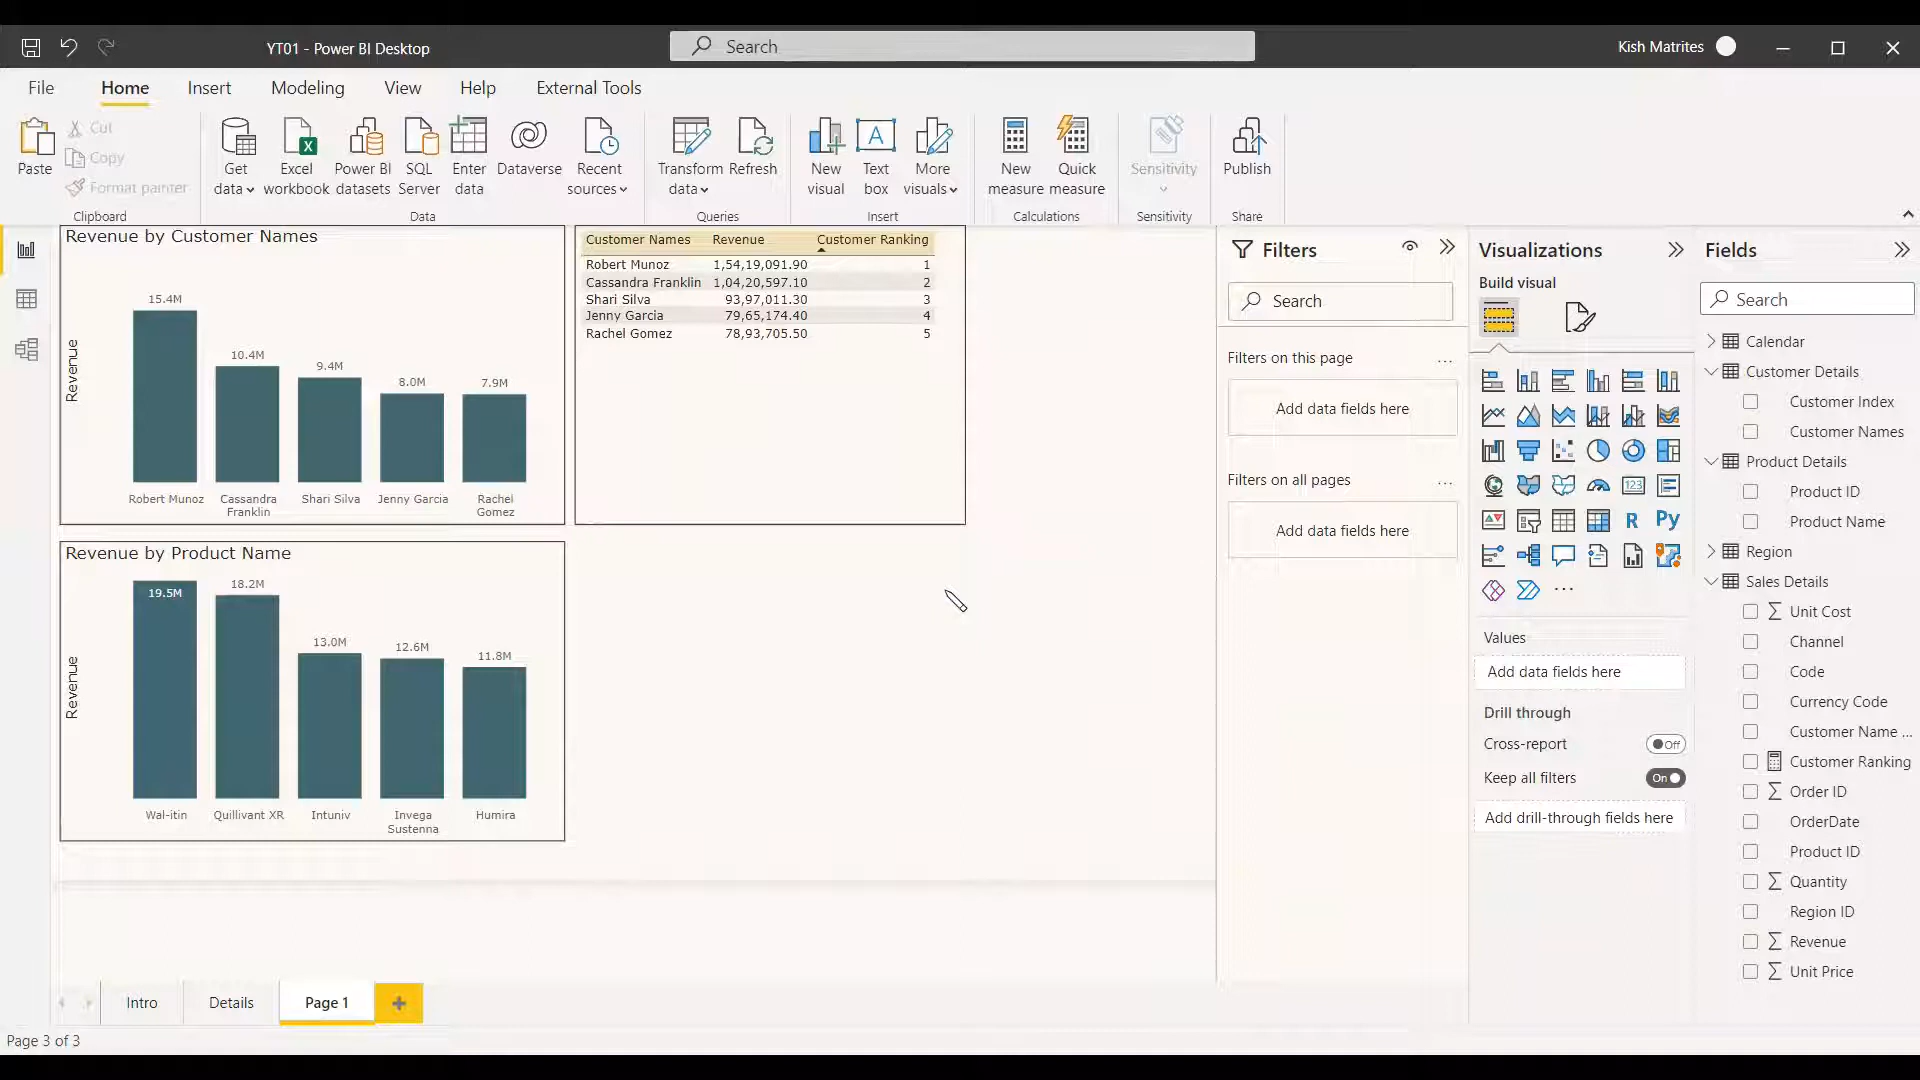 YT01 - Power BI Desktop
Search
Kish Matrites
File Home Insert Modeling View Help External Tools
Paste
Cut
Copy
Format painter
Clipboard
Get data
Excel workbook
Power BI datasets
SQL Server
Enter data
Dataverse
Recent sources
Data
Transform data
Refresh
Queries
New visual
Text box
More visuals
Insert
New measure
Quick measure
Calculations
Sensitivity
Sensitivity
Publish
Share
Revenue by Customer Names
Revenue
15.4M
10.4M
9.4M
8.0M
7.9M
Robert Munoz
Cassandra Franklin
Shari Silva
Jenny Garcia
Rachel Gomez
Customer Names Revenue Customer Ranking
Robert Munoz 1,54,19,091.90 1
Cassandra Franklin 1,04,20,597.10 2
Shari Silva 93,97,011.30 3
Jenny Garcia 79,65,174.40 4
Rachel Gomez 78,93,705.50 5
Revenue by Product Name
Revenue
19.5M
18.2M
13.0M
12.6M
11.8M
Wal-itin
Quillivant XR
Intuniv
Invega Sustenna
Humira
Filters
Search
Filters on this page ...
Add data fields here
Filters on all pages ...
Add data fields here
Visualizations
Build visual
123
R
Py
...
Values
Add data fields here
Drill through
Cross-report Off
Keep all filters On
Add drill-through fields here
Fields
Search
Calendar
Customer Details
Customer Index
Customer Names
Product Details
Product ID
Product Name
Region
Sales Details
Unit Cost
Channel
Code
Currency Code
Customer Name ...
Customer Ranking
Order ID
OrderDate
Product ID
Quantity
Region ID
Revenue
Unit Price
Intro Details Page 1
Page 3 of 3